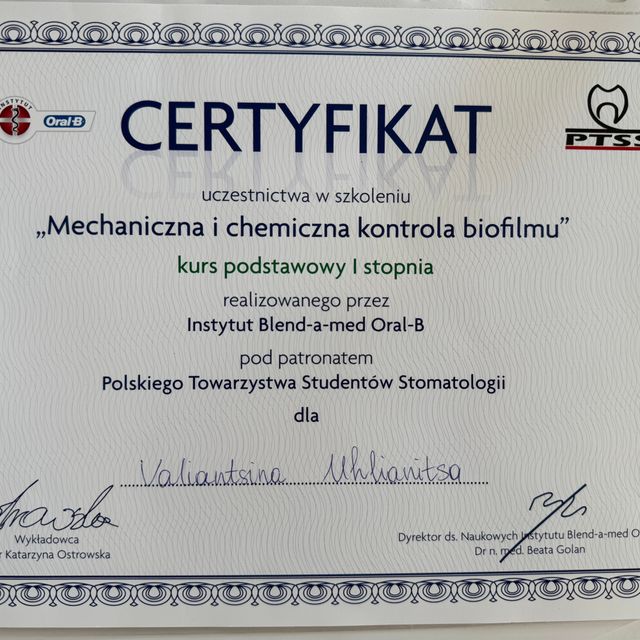 INSTYTUT
Oral-B
CERTYFIKAT
PTSS
uczestnictwa w szkoleniu
„Mechaniczna i chemiczna kontrola biofilmu”
kurs podstawowy I stopnia
realizowanego przez
Instytut Blend-a-med Oral-B
pod patronatem
Polskiego Towarzystwa Studentów Stomatologii
dla
Valiantsina Uhlianitsa
Wykładowca
r Katarzyna Ostrowska
Dyrektor ds. Naukowych Instytutu Blend-a-med O
Dr n. med. Beata Golan